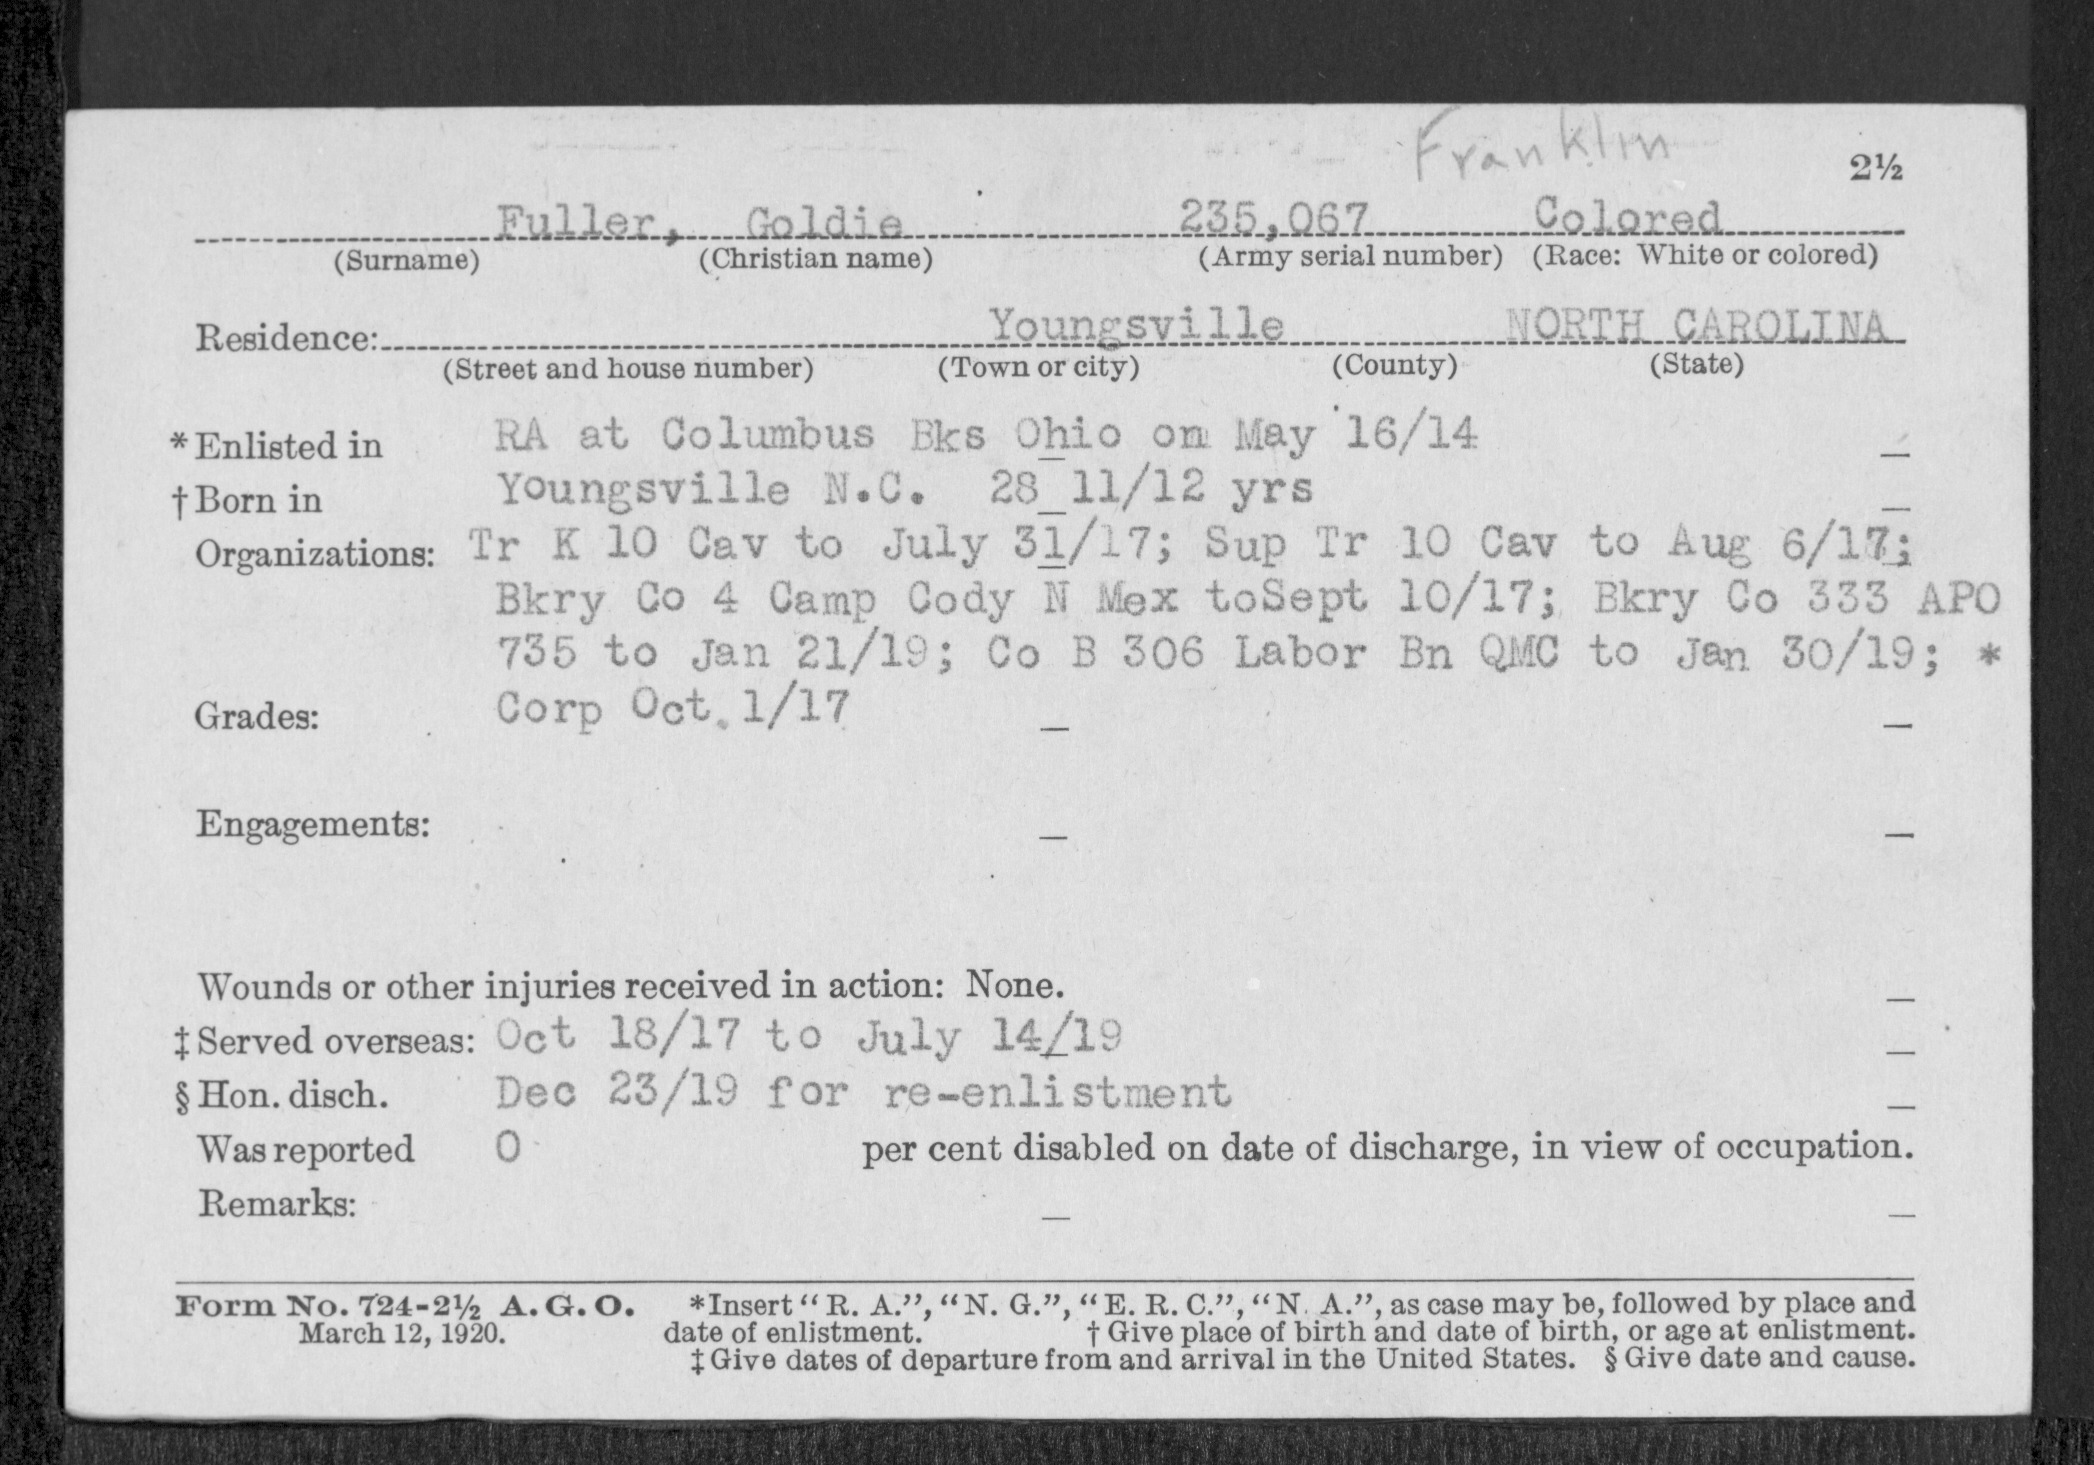 Franklin
2½
Fuller, Goldie 235,067 Colored
(Surname) (Christian name) (Army serial number) (Race: White or colored)
Residence: Youngsville NORTH CAROLINA
(Street and house number) (Town or city) (County) (State)
*Enlisted in RA at Columbus Bks Ohio on May 16/14
†Born in Youngsville N.C. 28 11/12 yrs
Organizations: Tr K 10 Cav to July 31/17; Sup Tr 10 Cav to Aug 6/17;
Bkry Co 4 Camp Cody N Mex toSept 10/17; Bkry Co 333 APO
735 to Jan 21/19; Co B 306 Labor Bn QMC to Jan 30/19; *
Grades: Corp Oct. 1/17
Engagements:
Wounds or other injuries received in action: None.
‡Served overseas: Oct 18/17 to July 14/19
§Hon. disch. Dec 23/19 for re-enlistment
Was reported 0 per cent disabled on date of discharge, in view of occupation.
Remarks:
Form No. 724-2½ A. G. O. *Insert "R. A.", "N. G.", "E. R. C.", "N. A.", as case may be, followed by place and
March 12, 1920. date of enlistment. †Give place of birth and date of birth, or age at enlistment.
‡Give dates of departure from and arrival in the United States. §Give date and cause.